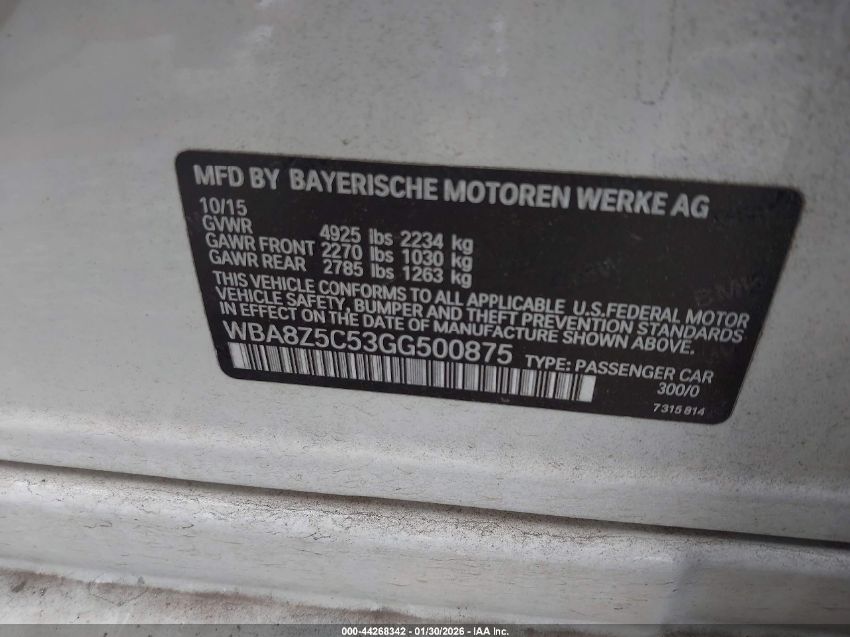 MFD BY BAYERISCHE MOTOREN WERKE AG
10/15
GVWR 4925 lbs 2234 kg
GAWR FRONT 2270 lbs 1030 kg
GAWR REAR 2785 lbs 1263 kg
THIS VEHICLE CONFORMS TO ALL APPLICABLE U.S.FEDERAL MOTOR
VEHICLE SAFETY, BUMPER AND THEFT PREVENTION STANDARDS
IN EFFECT ON THE DATE OF MANUFACTURE SHOWN ABOVE.
WBA8Z5C53GG500875 TYPE: PASSENGER CAR
300/0
7315814
000-44268342 - 01/30/2026 - IAA Inc.